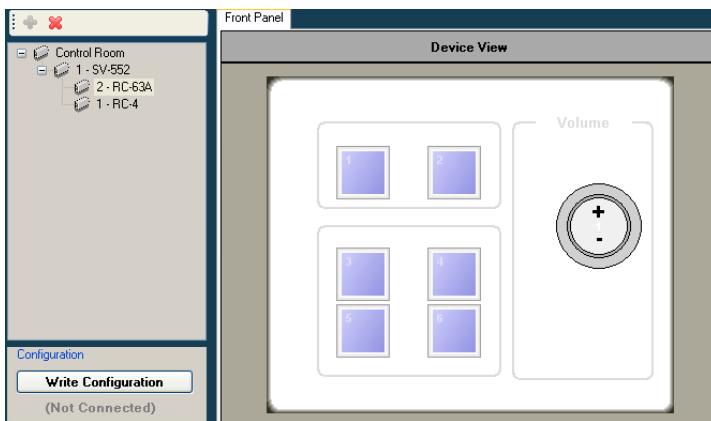 Control Room
1 - SV-552
2 - RC-63A
1 - RC-4
Configuration
Write Configuration
(Not Connected)
Front Panel
Device View
1
2
3
4
5
6
Volume
+
1
-